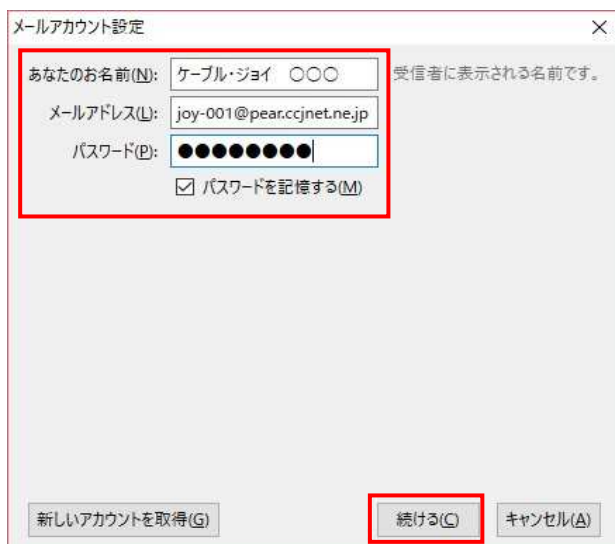 メールアカウント設定
あなたのお名前(N): ケーブル・ジョイ　○○○ 受信者に表示される名前です。
メールアドレス(L): joy-001@pear.ccjnet.ne.jp
パスワード(P): ●●●●●●●●
パスワードを記憶する(M)
新しいアカウントを取得(G) 続ける(C) キャンセル(A)